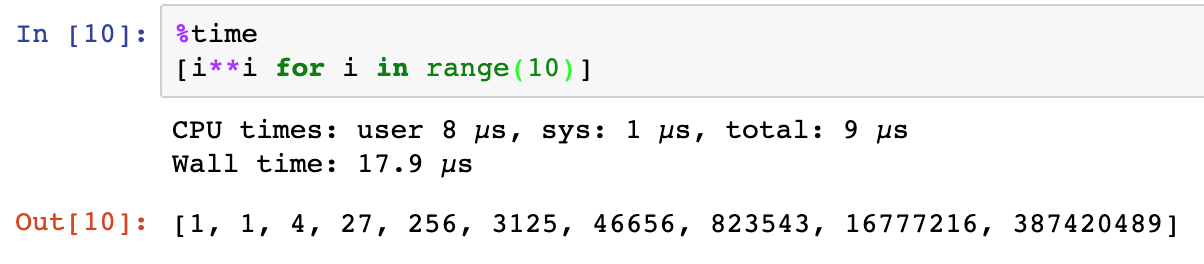 In [10]: %time
[i**i for i in range(10)]
CPU times: user 8 µs, sys: 1 µs, total: 9 µs
Wall time: 17.9 µs
Out[10]: [1, 1, 4, 27, 256, 3125, 46656, 823543, 16777216, 387420489]